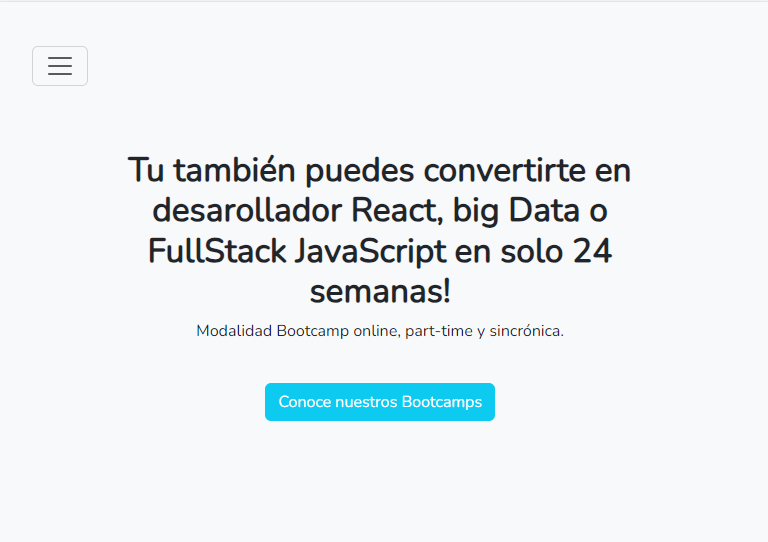 Tu también puedes convertirte en
desarollador React, big Data o
FullStack JavaScript en solo 24
semanas!
Modalidad Bootcamp online, part-time y sincrónica.
Conoce nuestros Bootcamps